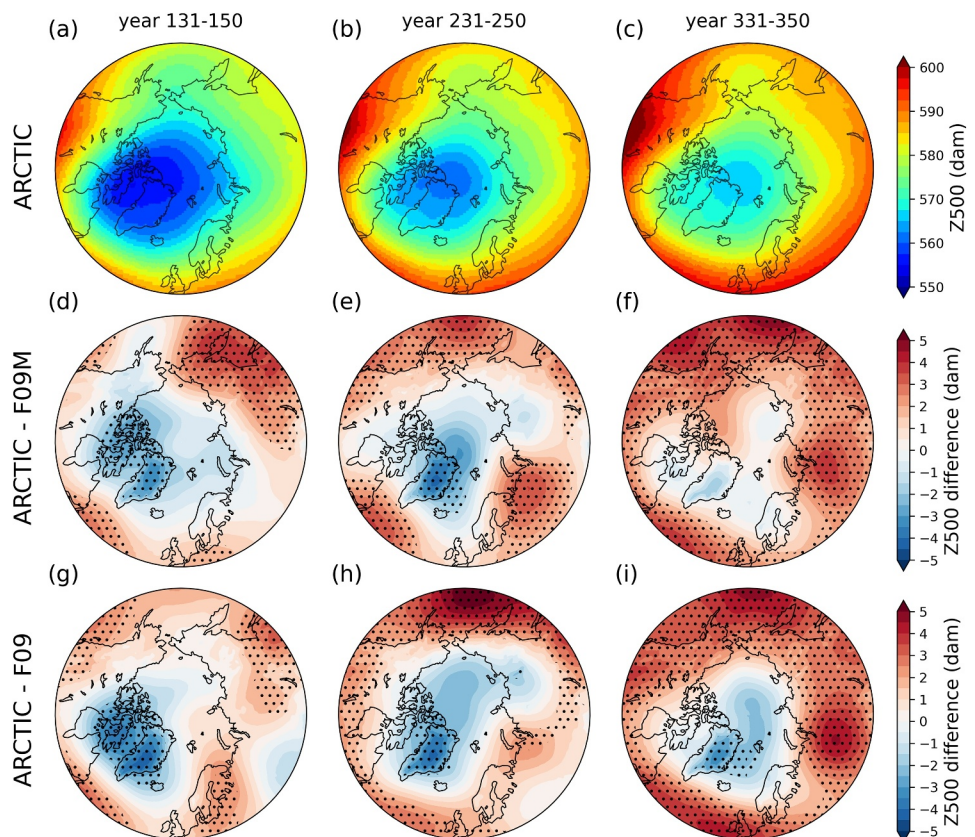 year 131-150 year 231-250 year 331-350
(a) (b) (c)
ARCTIC
600
590
580
570
560
550
Z500 (dam)
(d) (e) (f)
ARCTIC - F09M
5
4
3
2
1
0
−1
−2
−3
−4
−5
Z500 difference (dam)
(g) (h) (i)
ARCTIC - F09
5
4
3
2
1
0
−1
−2
−3
−4
−5
Z500 difference (dam)